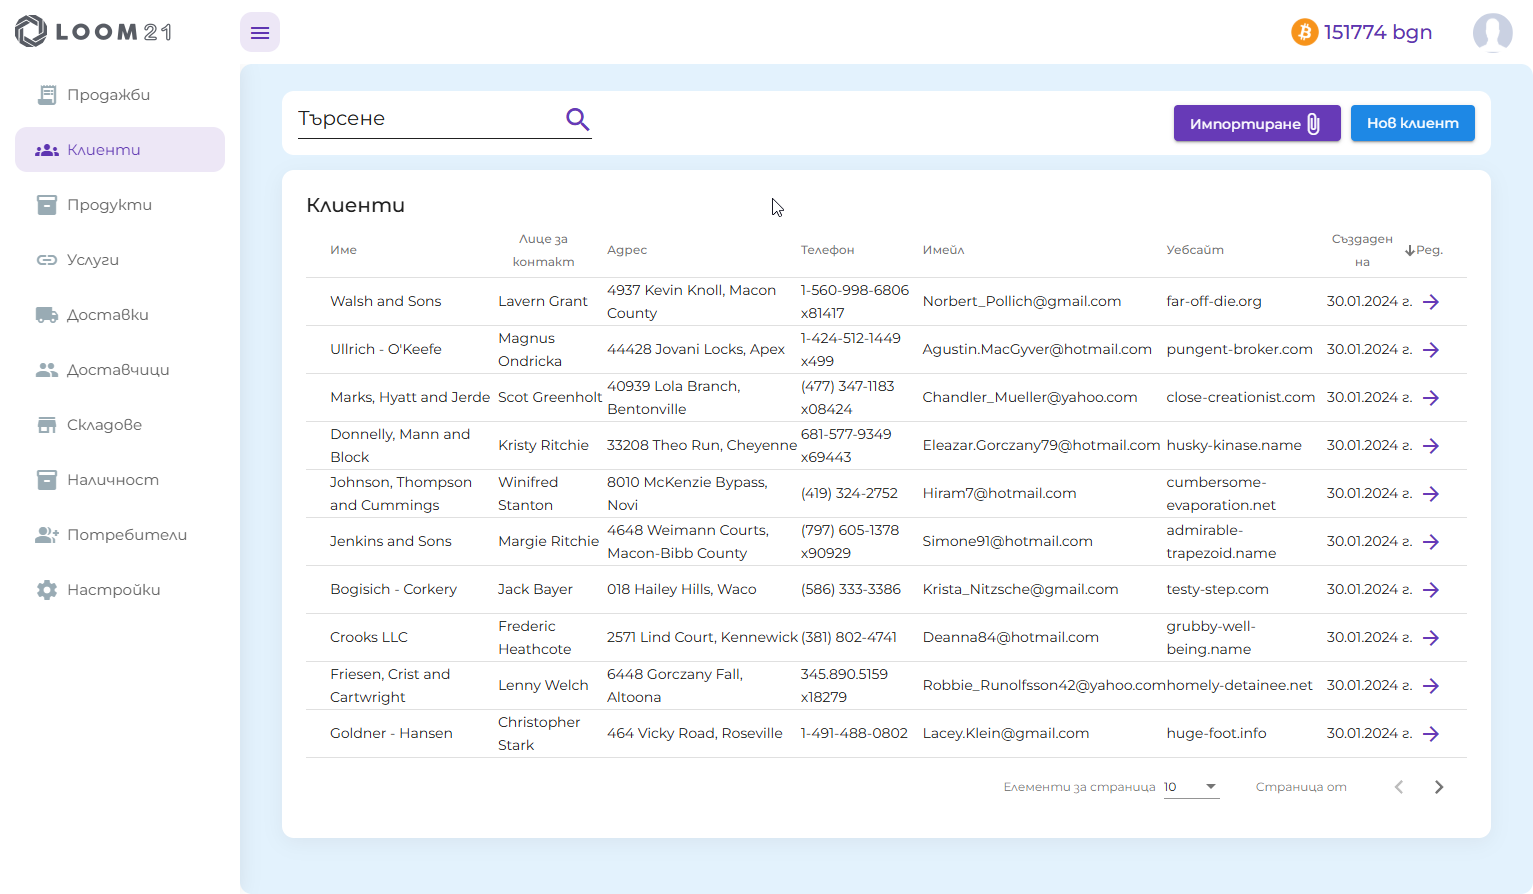 LOOM 21
151774 bgn
Продажби
Клиенти
Продукти
Услуги
Доставки
Доставчици
Складове
Наличност
Потребители
Настройки
Търсене
Импортиране
Нов клиент
Клиенти
Име Лице за контакт Адрес Телефон Имейл Уебсайт Създаден на Ред.
Walsh and Sons Lavern Grant 4937 Kevin Knoll, Macon County 1-560-998-6806 x81417 Norbert_Pollich@gmail.com far-off-die.org 30.01.2024 г.
Ullrich - O'Keefe Magnus Ondricka 44428 Jovani Locks, Apex 1-424-512-1449 x499 Agustin.MacGyver@hotmail.com pungent-broker.com 30.01.2024 г.
Marks, Hyatt and Jerde Scot Greenholt 40939 Lola Branch, Bentonville (477) 347-1183 x08424 Chandler_Mueller@yahoo.com close-creationist.com 30.01.2024 г.
Donnelly, Mann and Block Kristy Ritchie 33208 Theo Run, Cheyenne 681-577-9349 x69443 Eleazar.Gorczany79@hotmail.com husky-kinase.name 30.01.2024 г.
Johnson, Thompson and Cummings Winifred Stanton 8010 McKenzie Bypass, Novi (419) 324-2752 Hiram7@hotmail.com cumbersome-evaporation.net 30.01.2024 г.
Jenkins and Sons Margie Ritchie 4648 Weimann Courts, Macon-Bibb County (797) 605-1378 x90929 Simone91@hotmail.com admirable-trapezoid.name 30.01.2024 г.
Bogisich - Corkery Jack Bayer 018 Hailey Hills, Waco (586) 333-3386 Krista_Nitzsche@gmail.com testy-step.com 30.01.2024 г.
Crooks LLC Frederic Heathcote 2571 Lind Court, Kennewick (381) 802-4741 Deanna84@hotmail.com grubby-well-being.name 30.01.2024 г.
Friesen, Crist and Cartwright Lenny Welch 6448 Gorczany Fall, Altoona 345.890.5159 x18279 Robbie_Runolfsson42@yahoo.com homely-detainee.net 30.01.2024 г.
Goldner - Hansen Christopher Stark 464 Vicky Road, Roseville 1-491-488-0802 Lacey.Klein@gmail.com huge-foot.info 30.01.2024 г.
Елементи за страница 10 Страница от